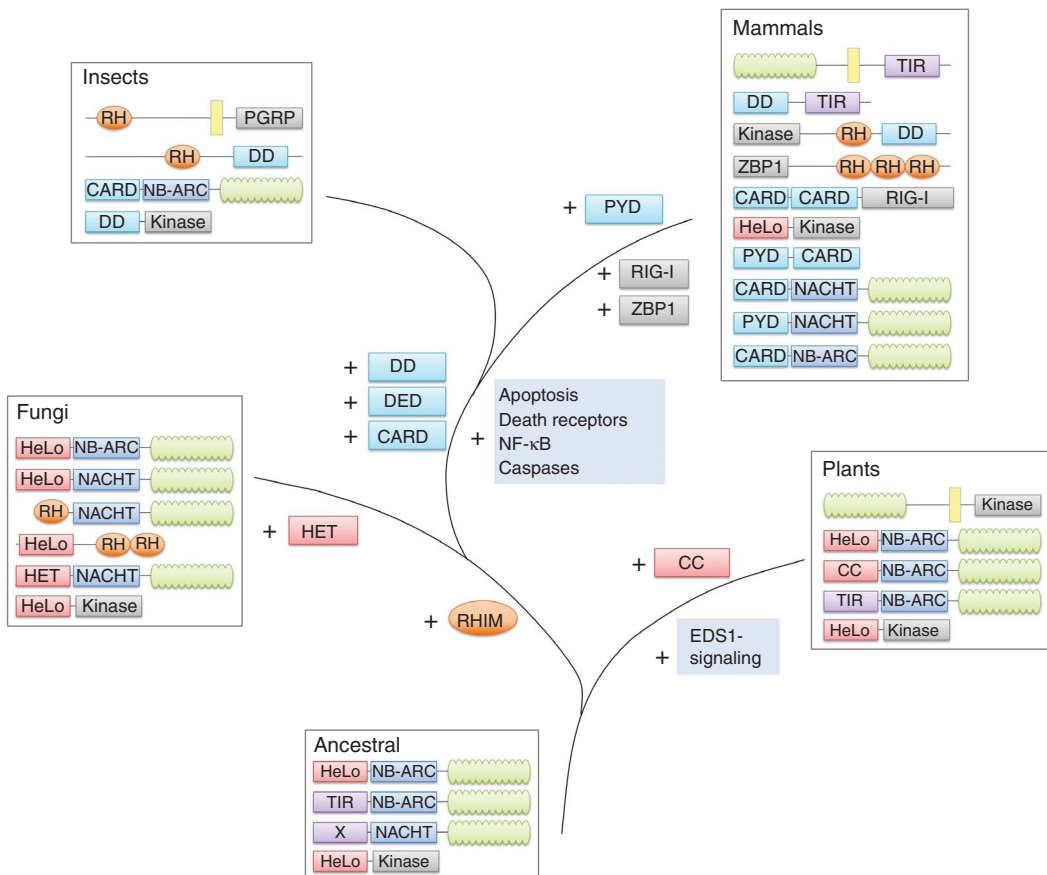 Insects
RH PGRP
RH DD
CARD NB-ARC
DD Kinase
Mammals
TIR
DD TIR
Kinase RH DD
ZBP1 RH RH RH
CARD CARD RIG-I
HeLo Kinase
PYD CARD
CARD NACHT
PYD NACHT
CARD NB-ARC
+ PYD
+ RIG-I
+ ZBP1
+ DD
+ DED
+ CARD
+
Apoptosis
Death receptors
NF-κB
Caspases
Fungi
HeLo NB-ARC
HeLo NACHT
RH NACHT
HeLo RH RH
HET NACHT
HeLo Kinase
+ HET
+ RHIM
+ CC
+
EDS1-
signaling
Plants
Kinase
HeLo NB-ARC
CC NB-ARC
TIR NB-ARC
HeLo Kinase
Ancestral
HeLo NB-ARC
TIR NB-ARC
X NACHT
HeLo Kinase